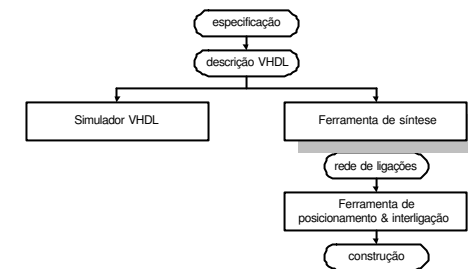 especificação
descrição VHDL
Simulador VHDL
Ferramenta de síntese
rede de ligações
Ferramenta de
posicionamento & interligação
construção